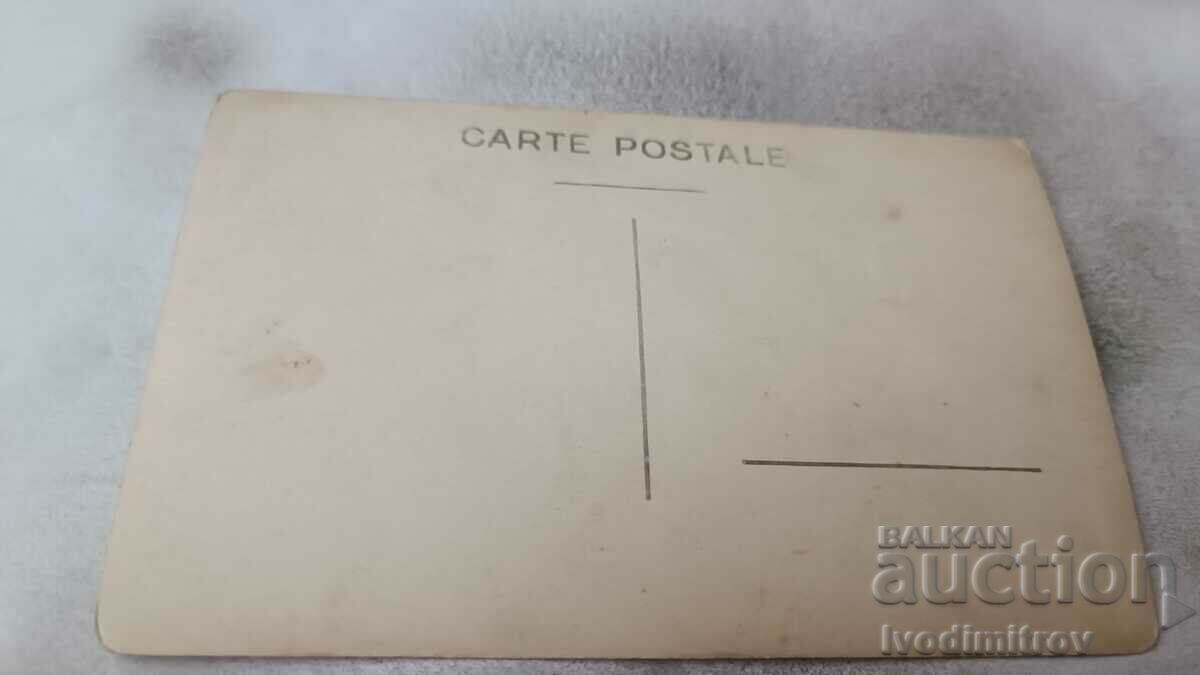 CARTE POSTALE
BALKAN
auction
Ivodimitrov